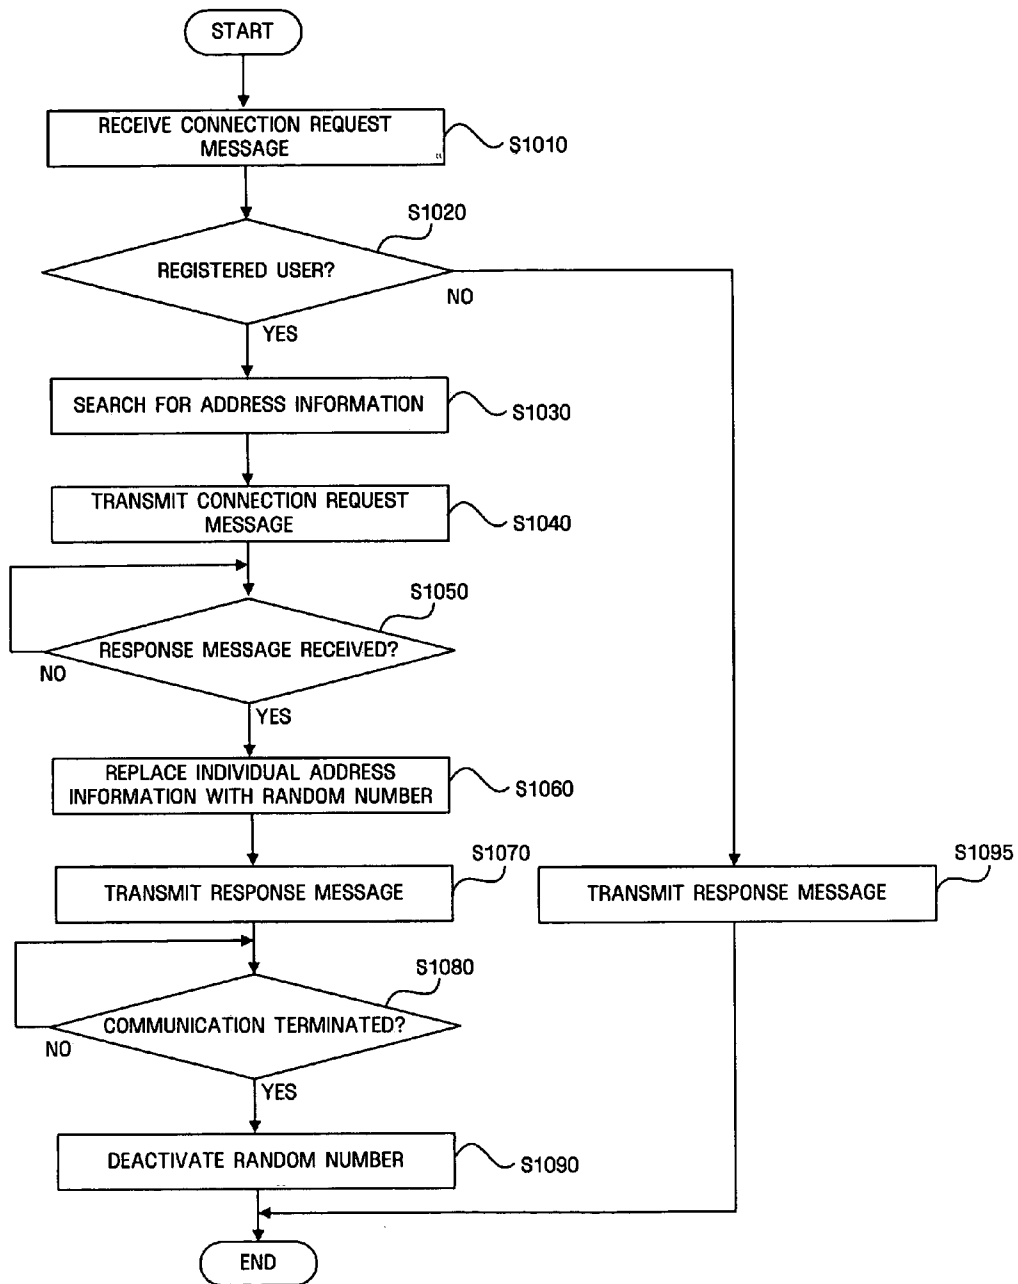 START
RECEIVE CONNECTION REQUEST
MESSAGE
S1010
S1020
REGISTERED USER?
NO
YES
SEARCH FOR ADDRESS INFORMATION
S1030
TRANSMIT CONNECTION REQUEST
MESSAGE
S1040
S1050
RESPONSE MESSAGE RECEIVED?
NO
YES
REPLACE INDIVIDUAL ADDRESS
INFORMATION WITH RANDOM NUMBER
S1060
S1070
TRANSMIT RESPONSE MESSAGE
S1095
TRANSMIT RESPONSE MESSAGE
S1080
COMMUNICATION TERMINATED?
NO
YES
DEACTIVATE RANDOM NUMBER
S1090
END